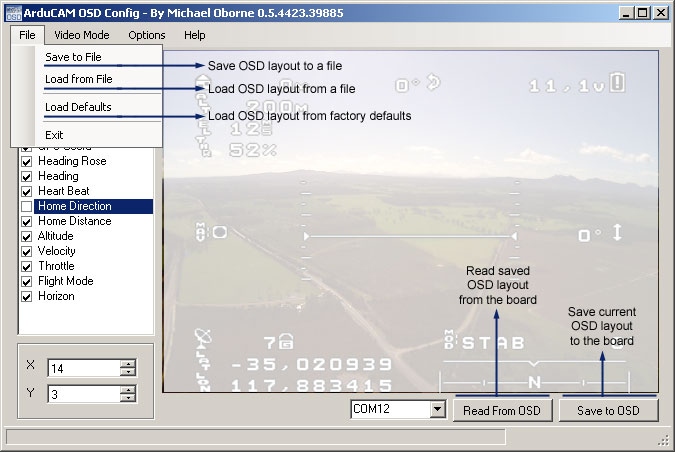 ArduCAM OSD Config - By Michael Oborne 0.5.4423.39885
File Video Mode Options Help
Save to File
Save OSD layout to a file
Load from File
Load OSD layout from a file
Load Defaults
Load OSD layout from factory defaults
Exit
0°
11,1v
200m
52%
Heading Rose
Heading
Heart Beat
Home Direction
Home Distance
Altitude
Velocity
Throttle
Flight Mode
Horizon
0°
Read saved
OSD layout
from the board
Save current
OSD layout
to the board
7
STAB
-35,020939
117,883415
N
X 14
Y 3
COM12
Read From OSD
Save to OSD